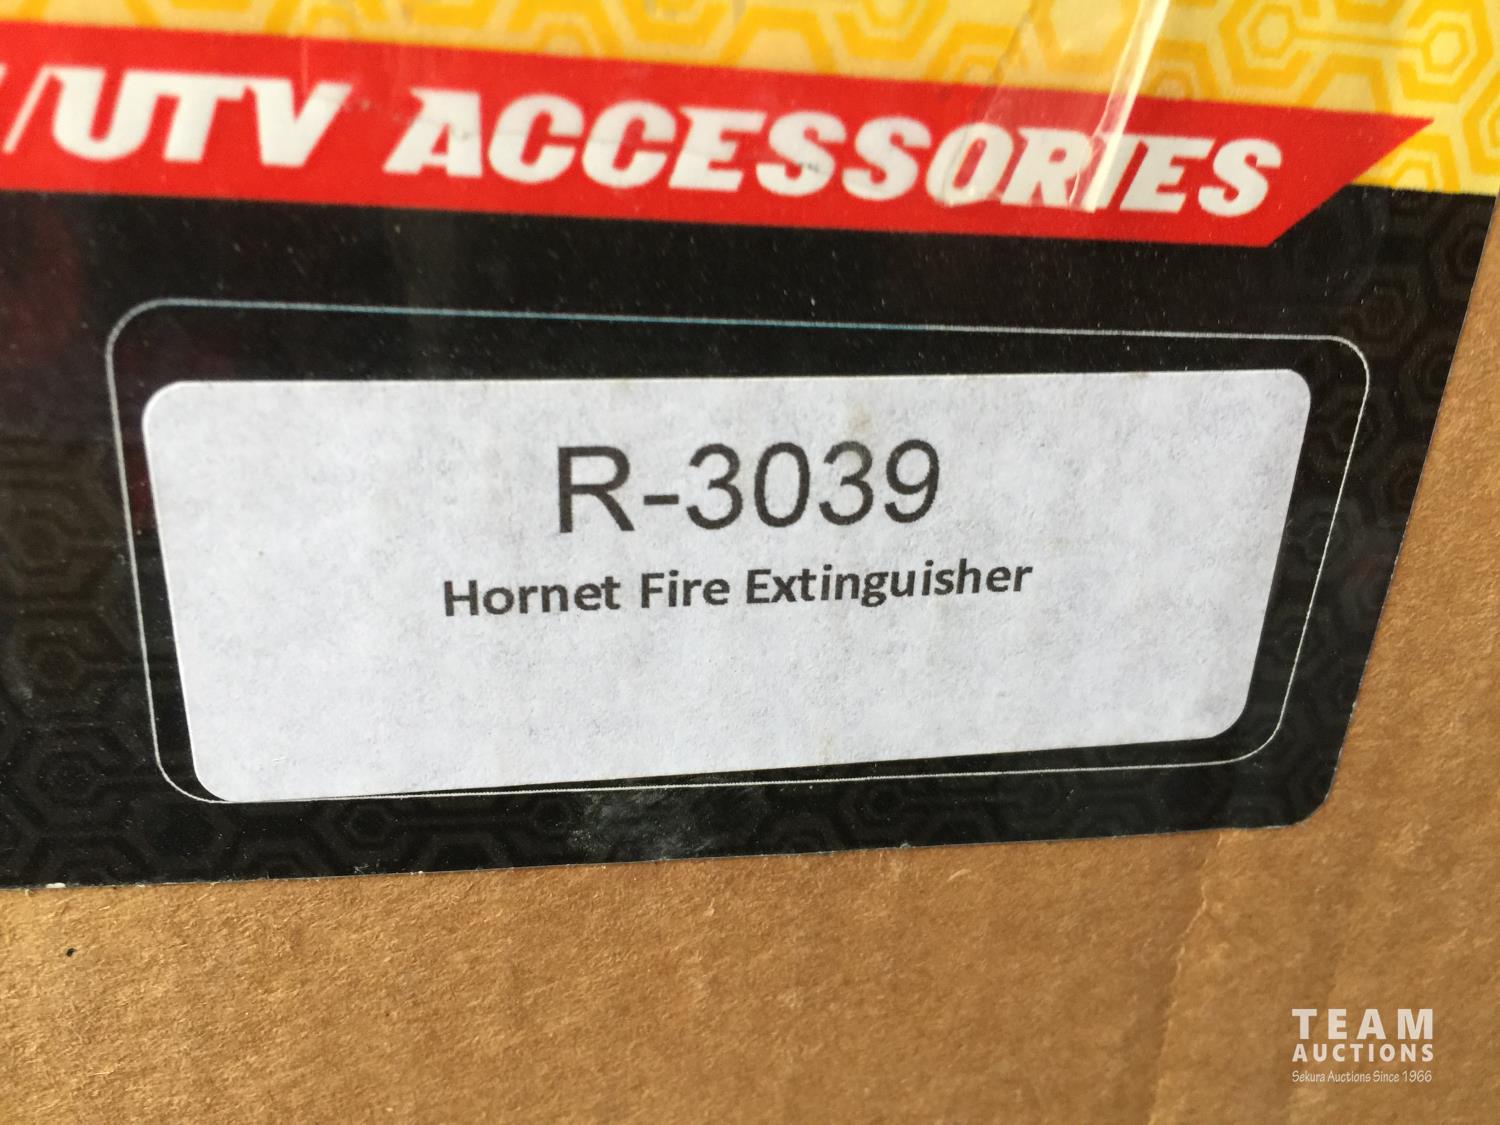 /UTV ACCESSORIES
R-3039
Hornet Fire Extinguisher
TEAM
AUCTIONS
Sekura Auctions Since 1966